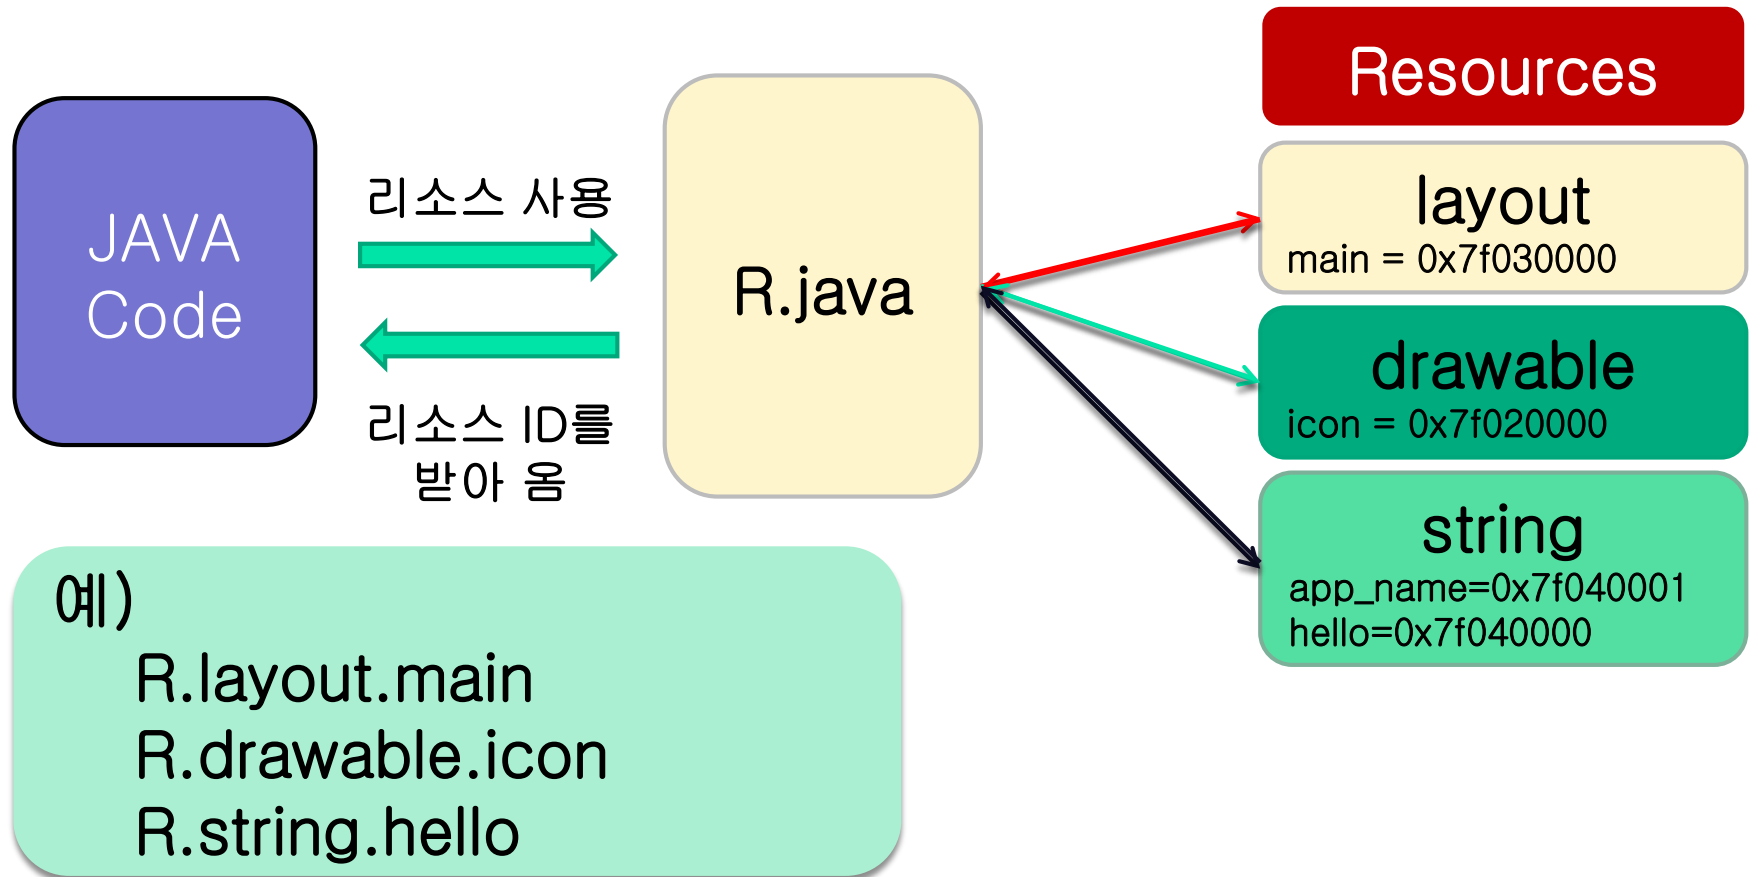 JAVA
Code
리소스 사용
리소스 ID를
받아 옴
R.java
Resources
layout
main = 0x7f030000
drawable
icon = 0x7f020000
string
app_name=0x7f040001
hello=0x7f040000
예)
R.layout.main
R.drawable.icon
R.string.hello